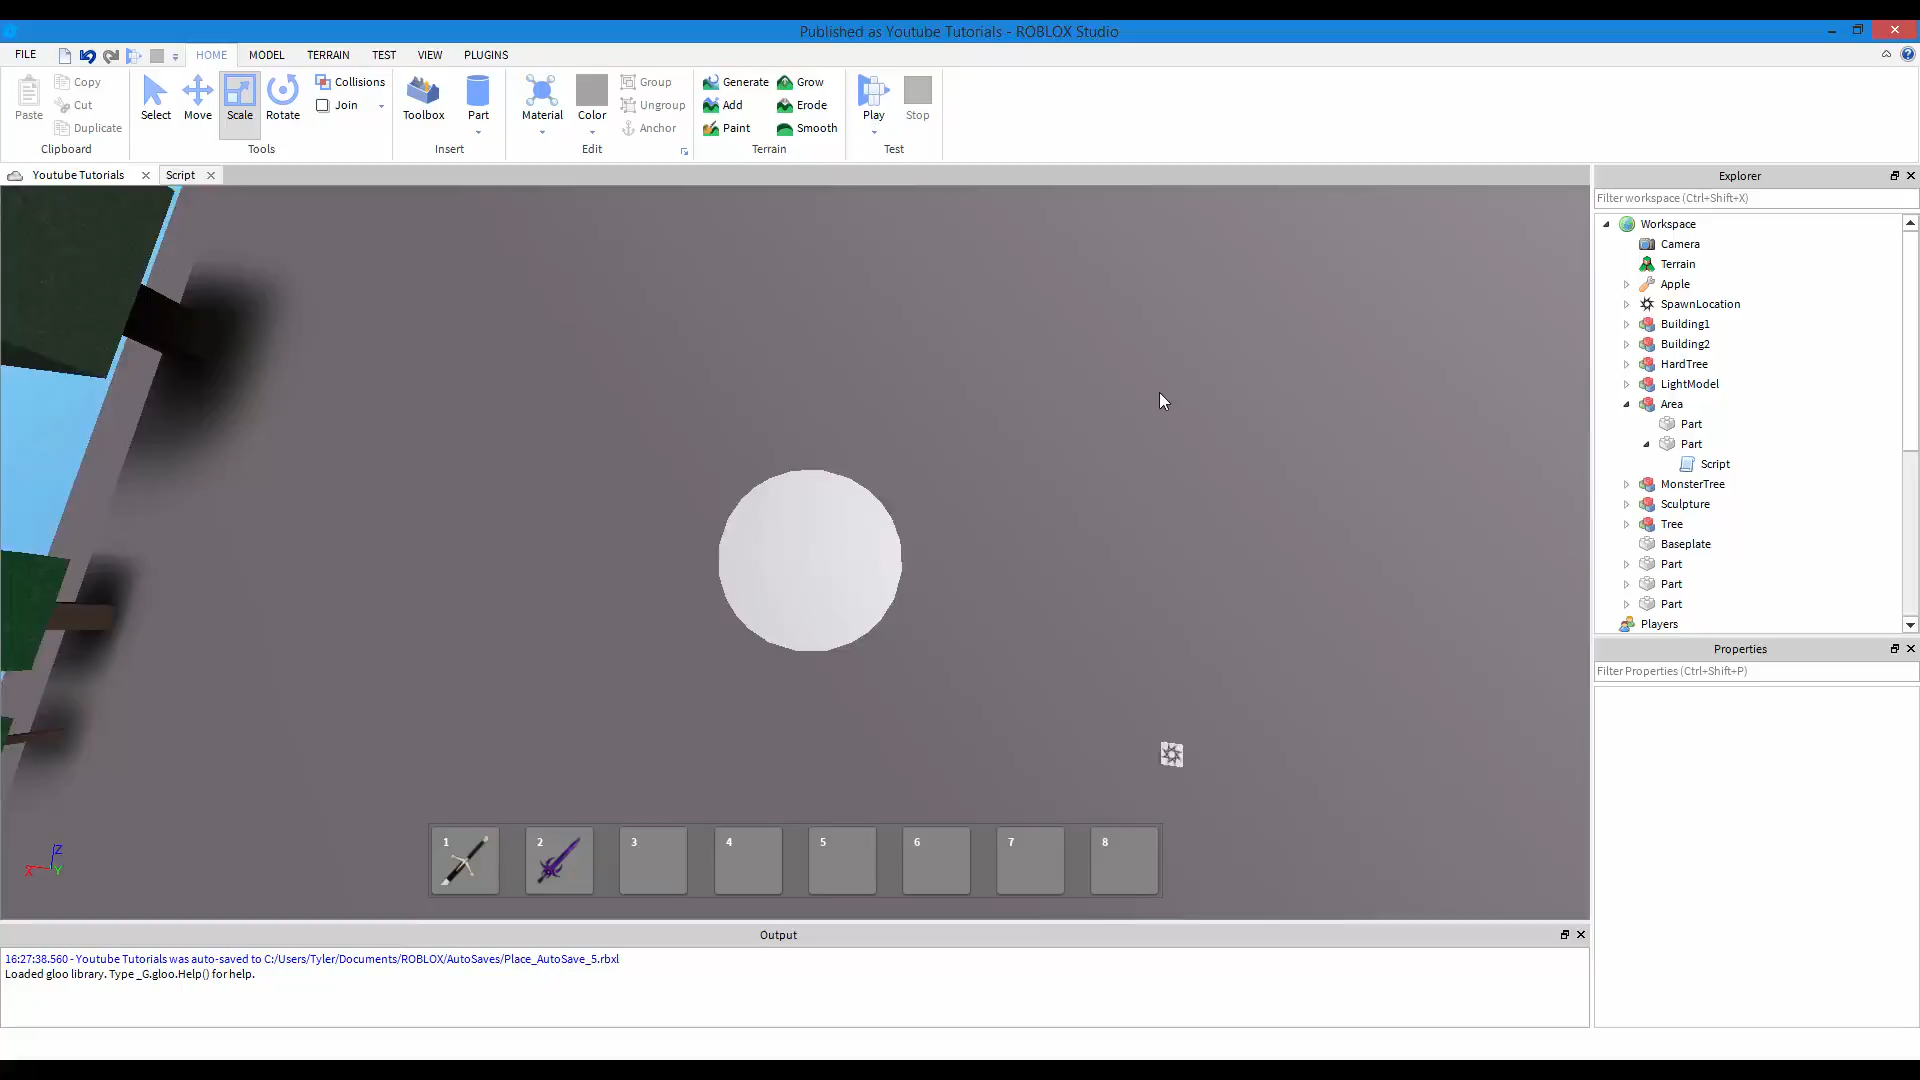 Published as Youtube Tutorials - ROBLOX Studio
FILE HOME MODEL TERRAIN TEST VIEW PLUGINS
Paste
Copy
Cut
Duplicate
Clipboard
Select
Move
Scale
Rotate
Collisions
Join
Tools
Toolbox
Part
Insert
Material
Color
Group
Ungroup
Anchor
Edit
Generate
Add
Paint
Grow
Erode
Smooth
Terrain
Play
Stop
Test
Youtube Tutorials
Script
Explorer
Filter workspace (Ctrl+Shift+X)
Workspace
Camera
Terrain
Apple
SpawnLocation
Building1
Building2
HardTree
LightModel
Area
Part
Part
Script
MonsterTree
Sculpture
Tree
Baseplate
Part
Part
Part
Players
Properties
Filter Properties (Ctrl+Shift+P)
Z
X
Y
1 2 3 4 5 6 7 8
Output
16:27:38.560 - Youtube Tutorials was auto-saved to C:/Users/Tyler/Documents/ROBLOX/AutoSaves/Place_AutoSave_5.rbxl
Loaded gloo library. Type _G.gloo.Help() for help.